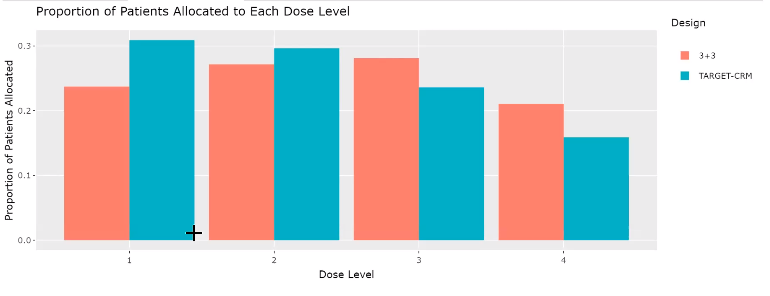 Proportion of Patients Allocated to Each Dose Level
Proportion of Patients Allocated
0.3
0.2
0.1
0.0
1
2
3
4
Dose Level
Design
3+3
TARGET-CRM